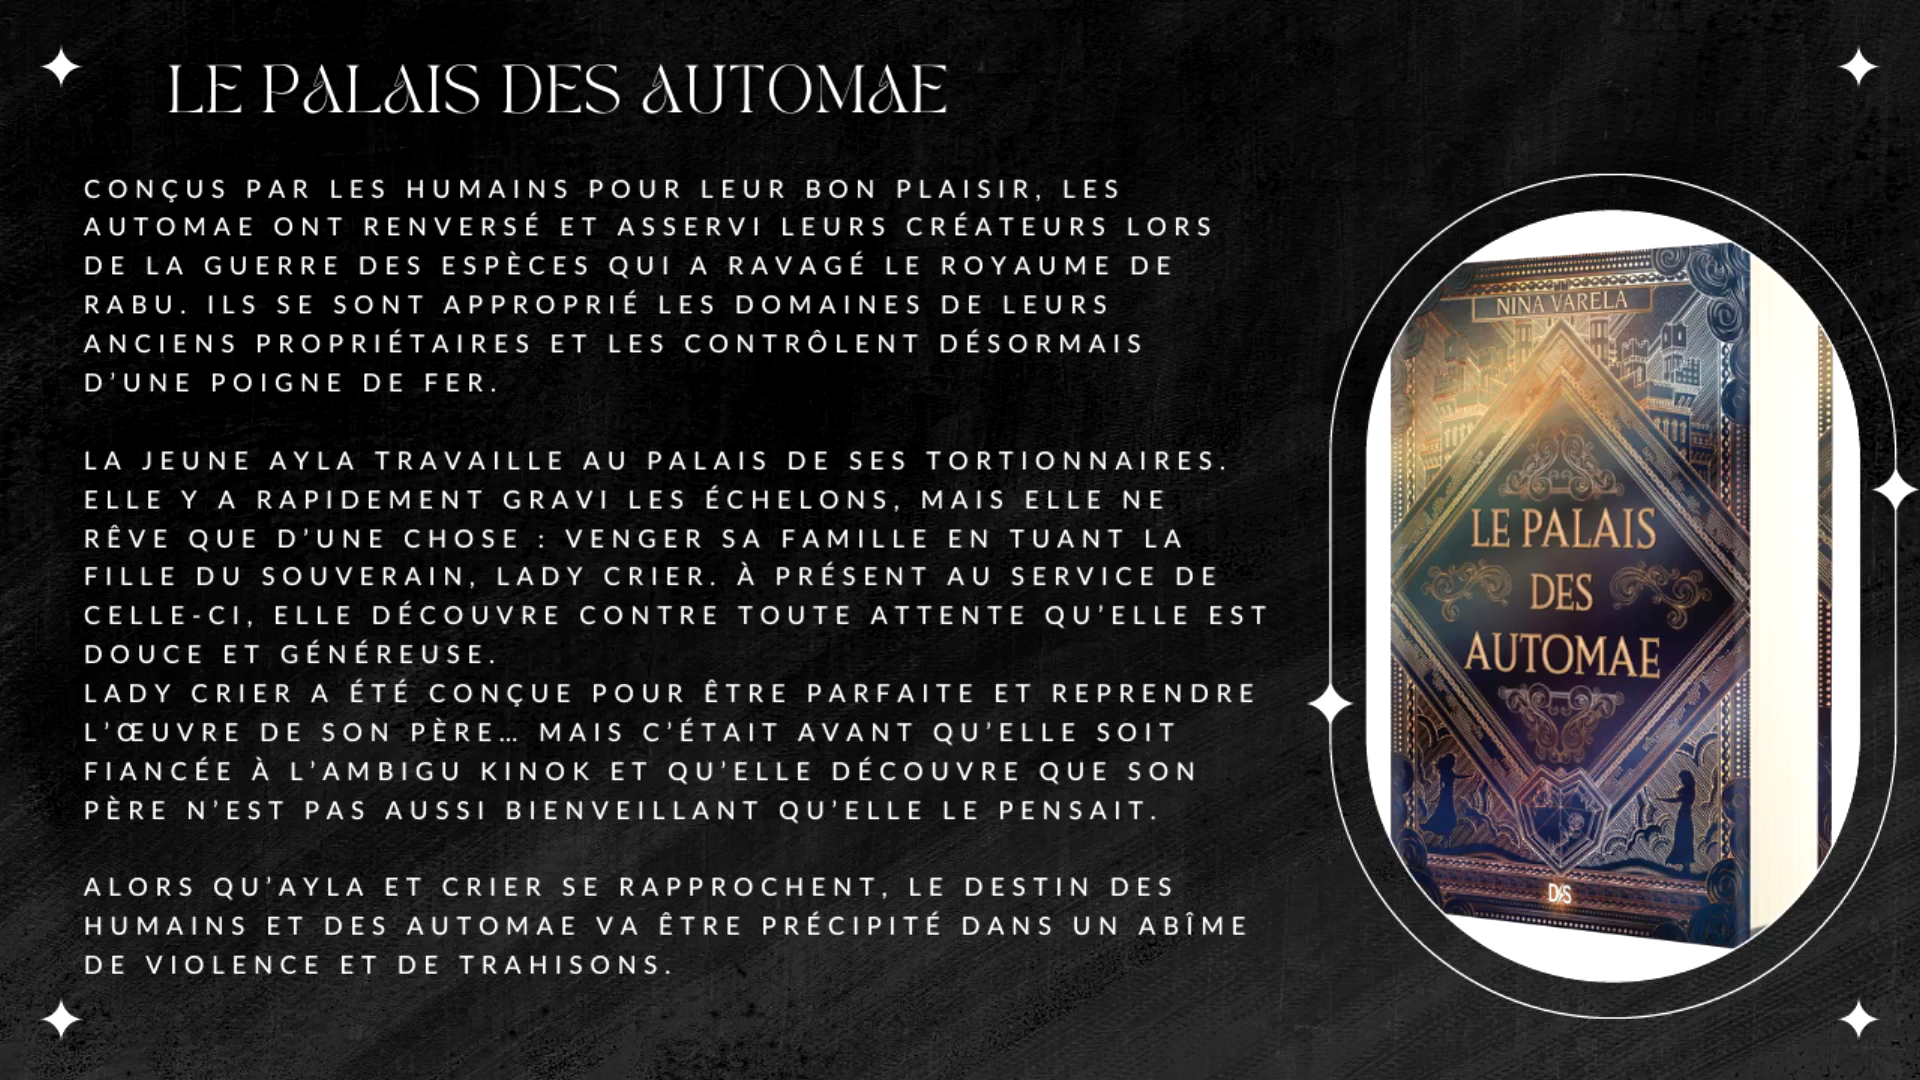 LE PALAIS DES AUTOMAE
CONÇUS PAR LES HUMAINS POUR LEUR BON PLAISIR, LES
AUTOMAE ONT RENVERSÉ ET ASSERVI LEURS CRÉATEURS LORS
DE LA GUERRE DES ESPÈCES QUI A RAVAGÉ LE ROYAUME DE
RABU. ILS SE SONT APPROPRIÉ LES DOMAINES DE LEURS
ANCIENS PROPRIÉTAIRES ET LES CONTRÔLENT DÉSORMAIS
D’UNE POIGNE DE FER.
LA JEUNE AYLA TRAVAILLE AU PALAIS DE SES TORTIONNAIRES.
ELLE Y A RAPIDEMENT GRAVI LES ÉCHELONS, MAIS ELLE NE
RÊVE QUE D’UNE CHOSE : VENGER SA FAMILLE EN TUANT LA
FILLE DU SOUVERAIN, LADY CRIER. À PRÉSENT AU SERVICE DE
CELLE-CI, ELLE DÉCOUVRE CONTRE TOUTE ATTENTE QU’ELLE EST
DOUCE ET GÉNÉREUSE.
LADY CRIER A ÉTÉ CONÇUE POUR ÊTRE PARFAITE ET REPRENDRE
L’ŒUVRE DE SON PÈRE… MAIS C’ÉTAIT AVANT QU’ELLE SOIT
FIANCÉE À L’AMBIGU KINOK ET QU’ELLE DÉCOUVRE QUE SON
PÈRE N’EST PAS AUSSI BIENVEILLANT QU’ELLE LE PENSAIT.
ALORS QU’AYLA ET CRIER SE RAPPROCHENT, LE DESTIN DES
HUMAINS ET DES AUTOMAE VA ÊTRE PRÉCIPITÉ DANS UN ABÎME
DE VIOLENCE ET DE TRAHISONS.
NINA VARELA
LE PALAIS
DES
AUTOMAE
DS